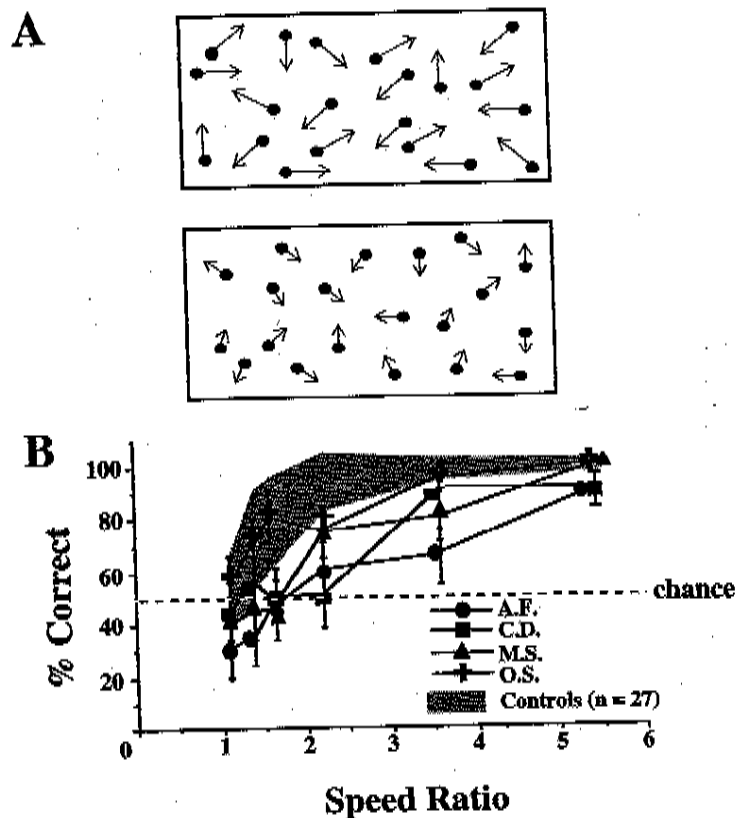 A
B
100
80
60
40
20
0
% Correct
chance
A.F.
C.D.
M.S.
O.S.
Controls (n = 27)
1 2 3 4 5 6
Speed Ratio